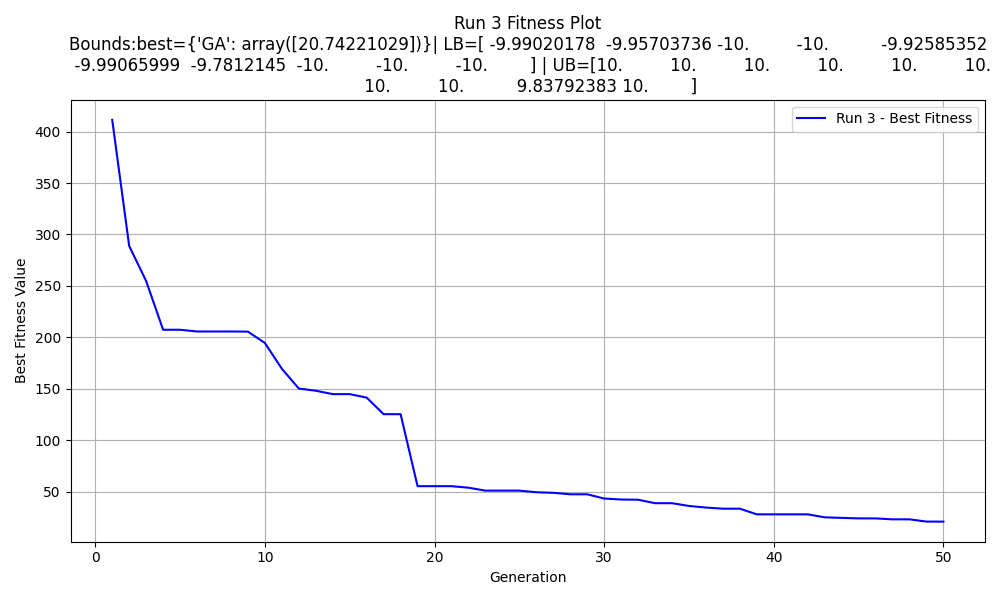 Run 3 Fitness Plot
Bounds:best={'GA': array([20.74221029])}| LB=[ -9.99020178  -9.95703736 -10.         -10.          -9.92585352
 -9.99065999  -9.7812145  -10.         -10.         -10.        ] | UB=[10.         10.         10.         10.         10.         10.
 10.         10.          9.83792383 10.        ]
Run 3 - Best Fitness
400
350
300
250
200
150
100
50
Best Fitness Value
0 10 20 30 40 50
Generation